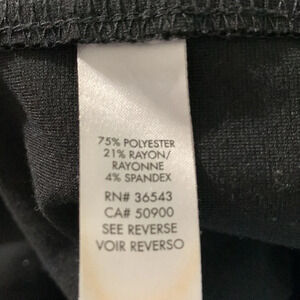 75% POLYESTER
21% RAYON/
RAYONNE
4% SPANDEX
RN# 36543
CA# 50900
SEE REVERSE
VOIR REVERSO